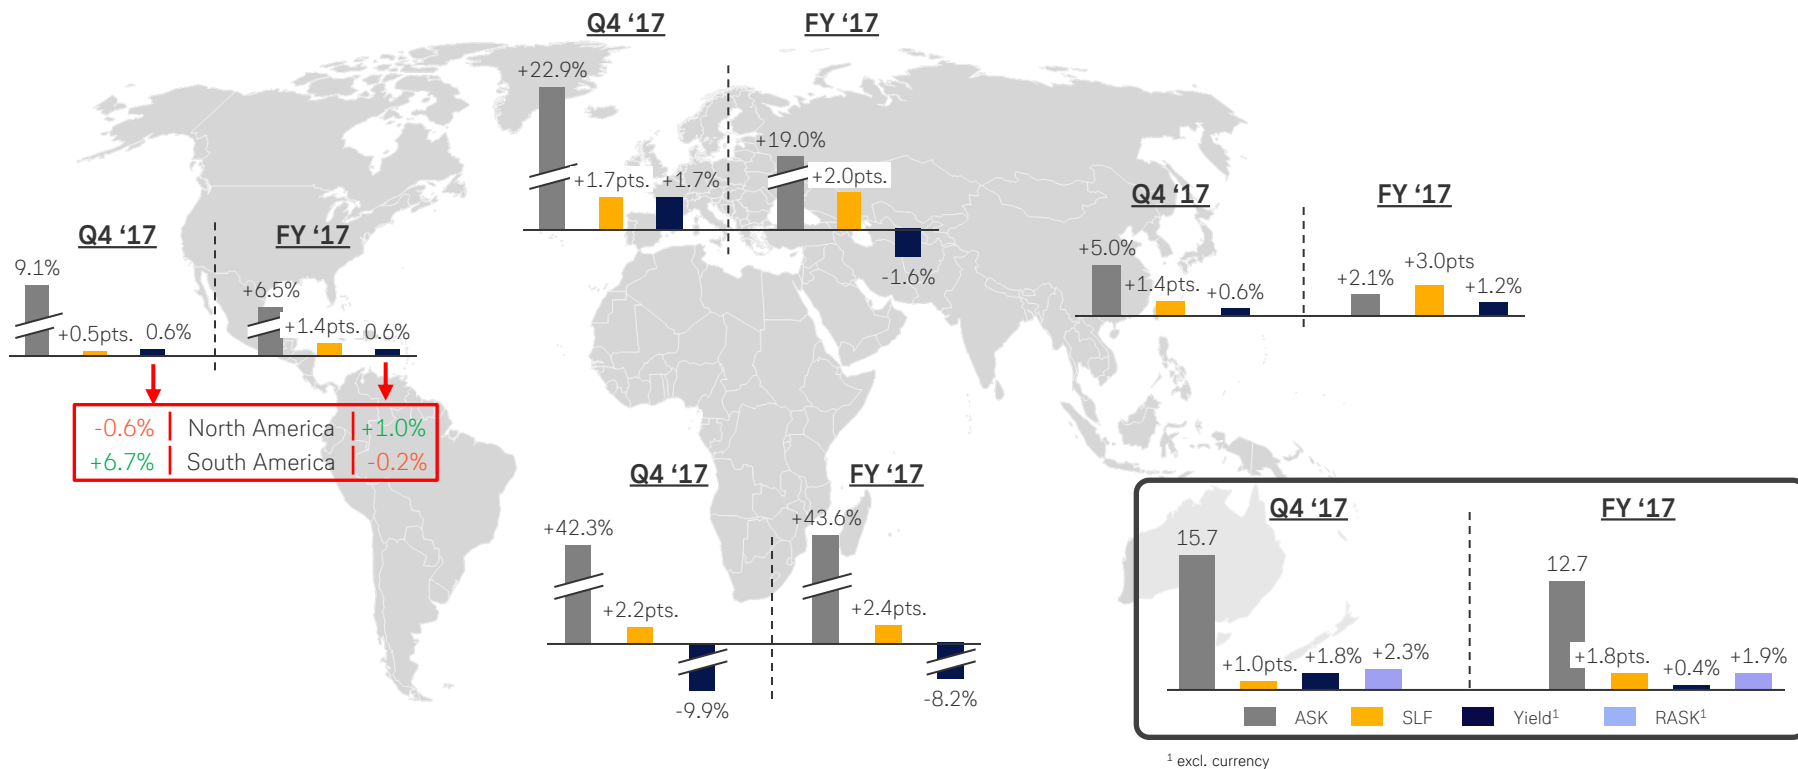 Q4 ‘17 FY ‘17
+22.9%
+1.7pts. +1.7%
+19.0%
+2.0pts.
-1.6%
Q4 ‘17 FY ‘17
9.1%
+0.5pts. 0.6%
+6.5%
+1.4pts. 0.6%
-0.6% North America +1.0%
+6.7% South America -0.2%
Q4 ‘17 FY ‘17
+5.0%
+1.4pts. +0.6%
+2.1%
+3.0pts
+1.2%
Q4 ‘17 FY ‘17
+42.3%
+2.2pts.
-9.9%
+43.6%
+2.4pts.
-8.2%
Q4 ‘17 FY ‘17
15.7
+1.0pts. +1.8% +2.3%
12.7
+1.8pts. +0.4% +1.9%
ASK SLF Yield¹ RASK¹
¹ excl. currency